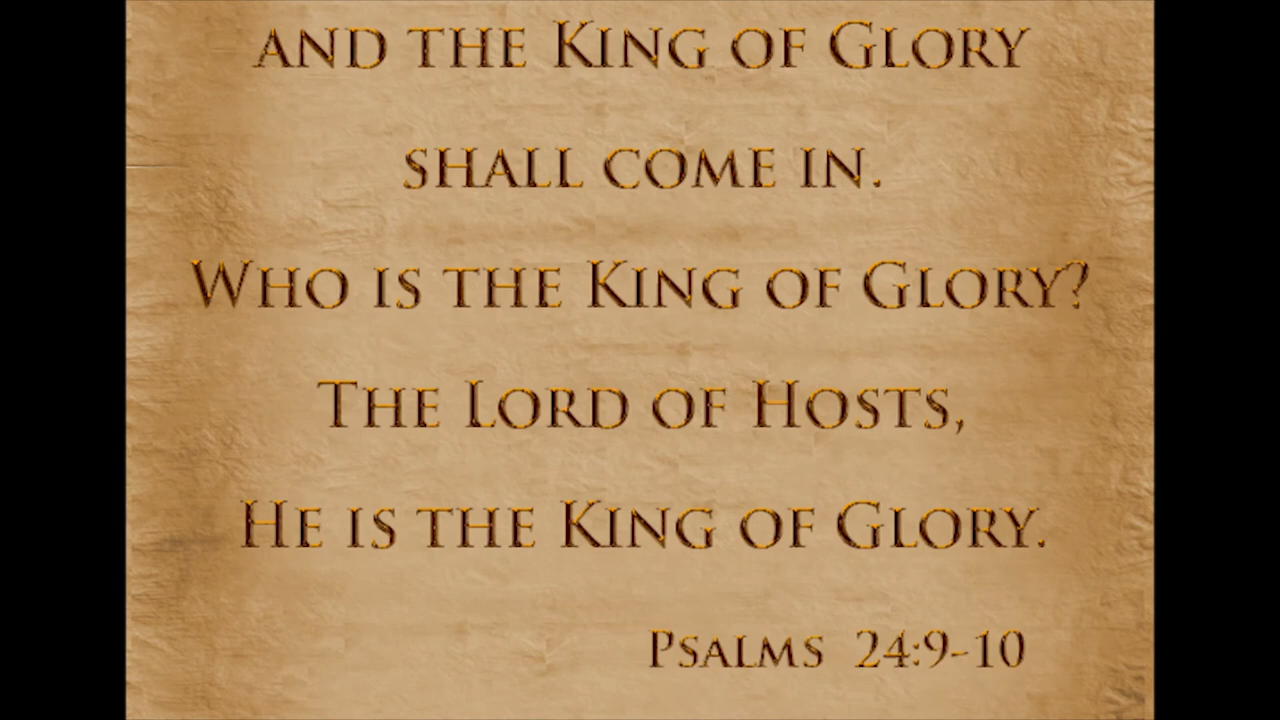 and the King of Glory
shall come in.
Who is the King of Glory?
The Lord of Hosts,
He is the King of Glory.
Psalms 24:9-10